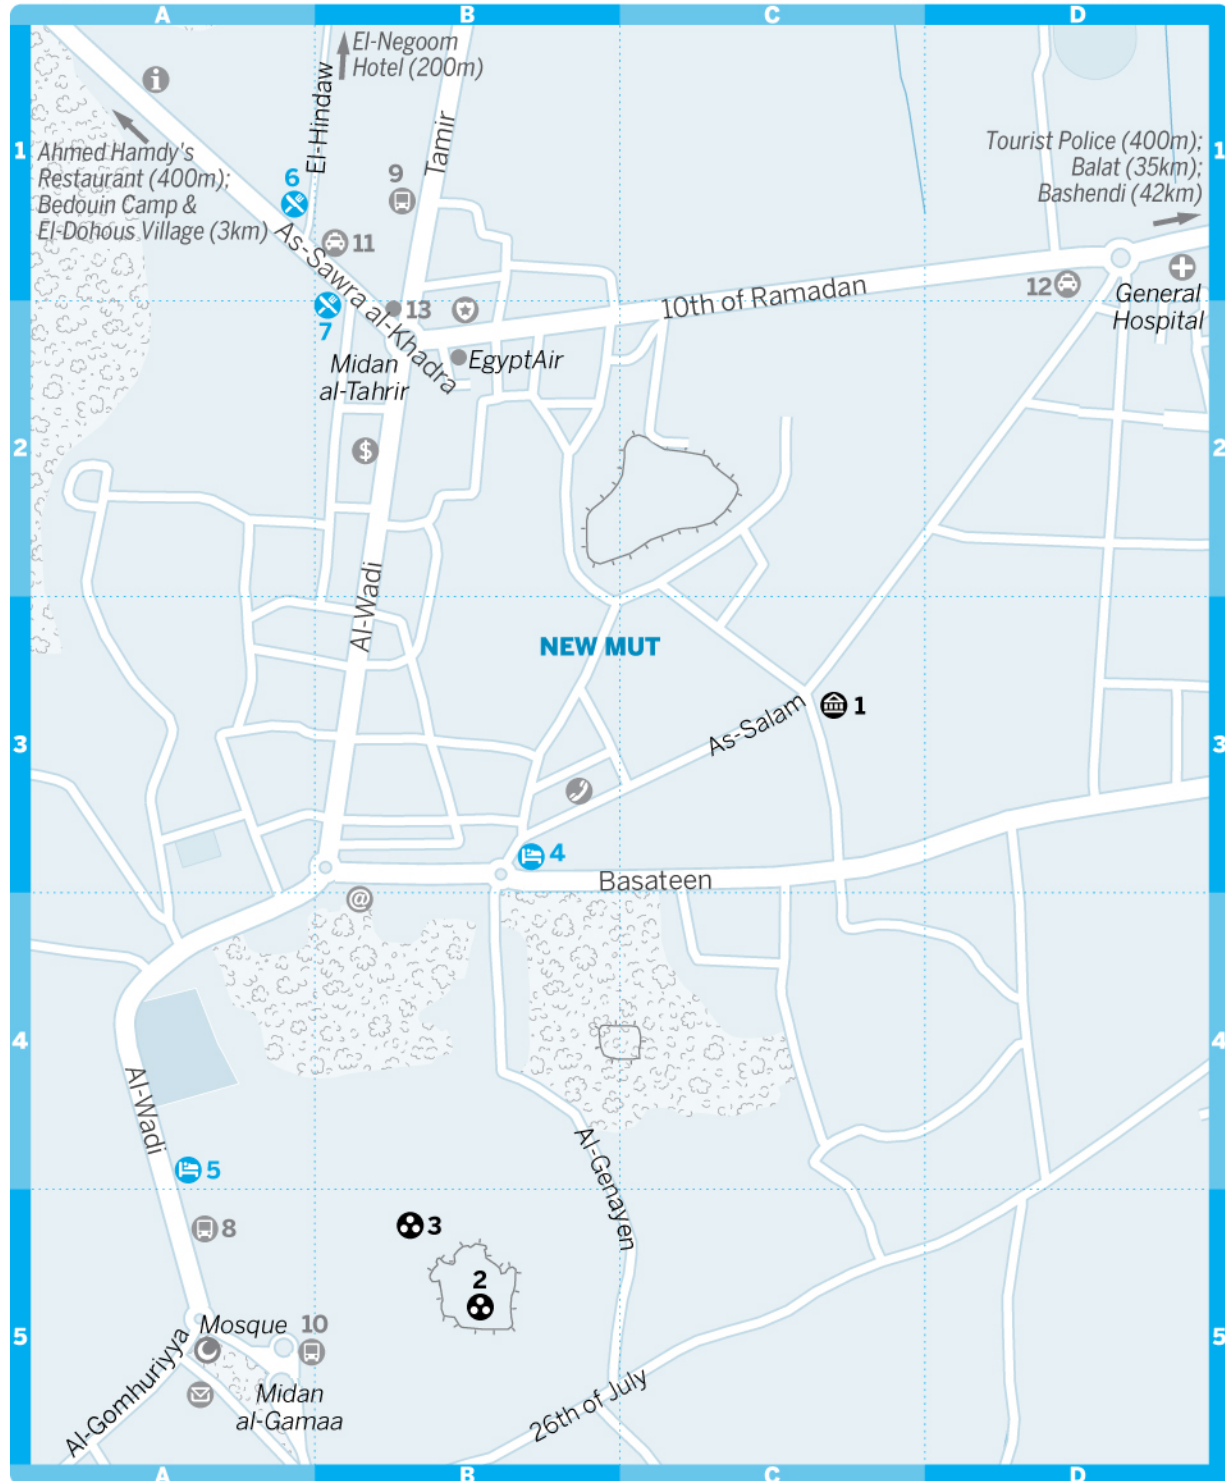 A
B
C
D
El-Negoom
Hotel (200m)
El-Hindaw
Tamir
1
Ahmed Hamdy's
Restaurant (400m);
Bedouin Camp &
El-Dohous Village (3km)
Tourist Police (400m);
Balat (35km);
Bashendi (42km)
1
6
9
As-Sawra al-Khadra
11
13
7
12
General
Hospital
10th of Ramadan
Midan
al-Tahrir
EgyptAir
2
$
2
Al-Wadi
NEW MUT
1
As-Salam
3
3
4
Basateen
@
4
4
Al-Wadi
5
Al-Genayen
8
3
2
5
Mosque
10
5
Al-Gomhuriyya
Midan
al-Gamaa
26th of July
A
B
C
D